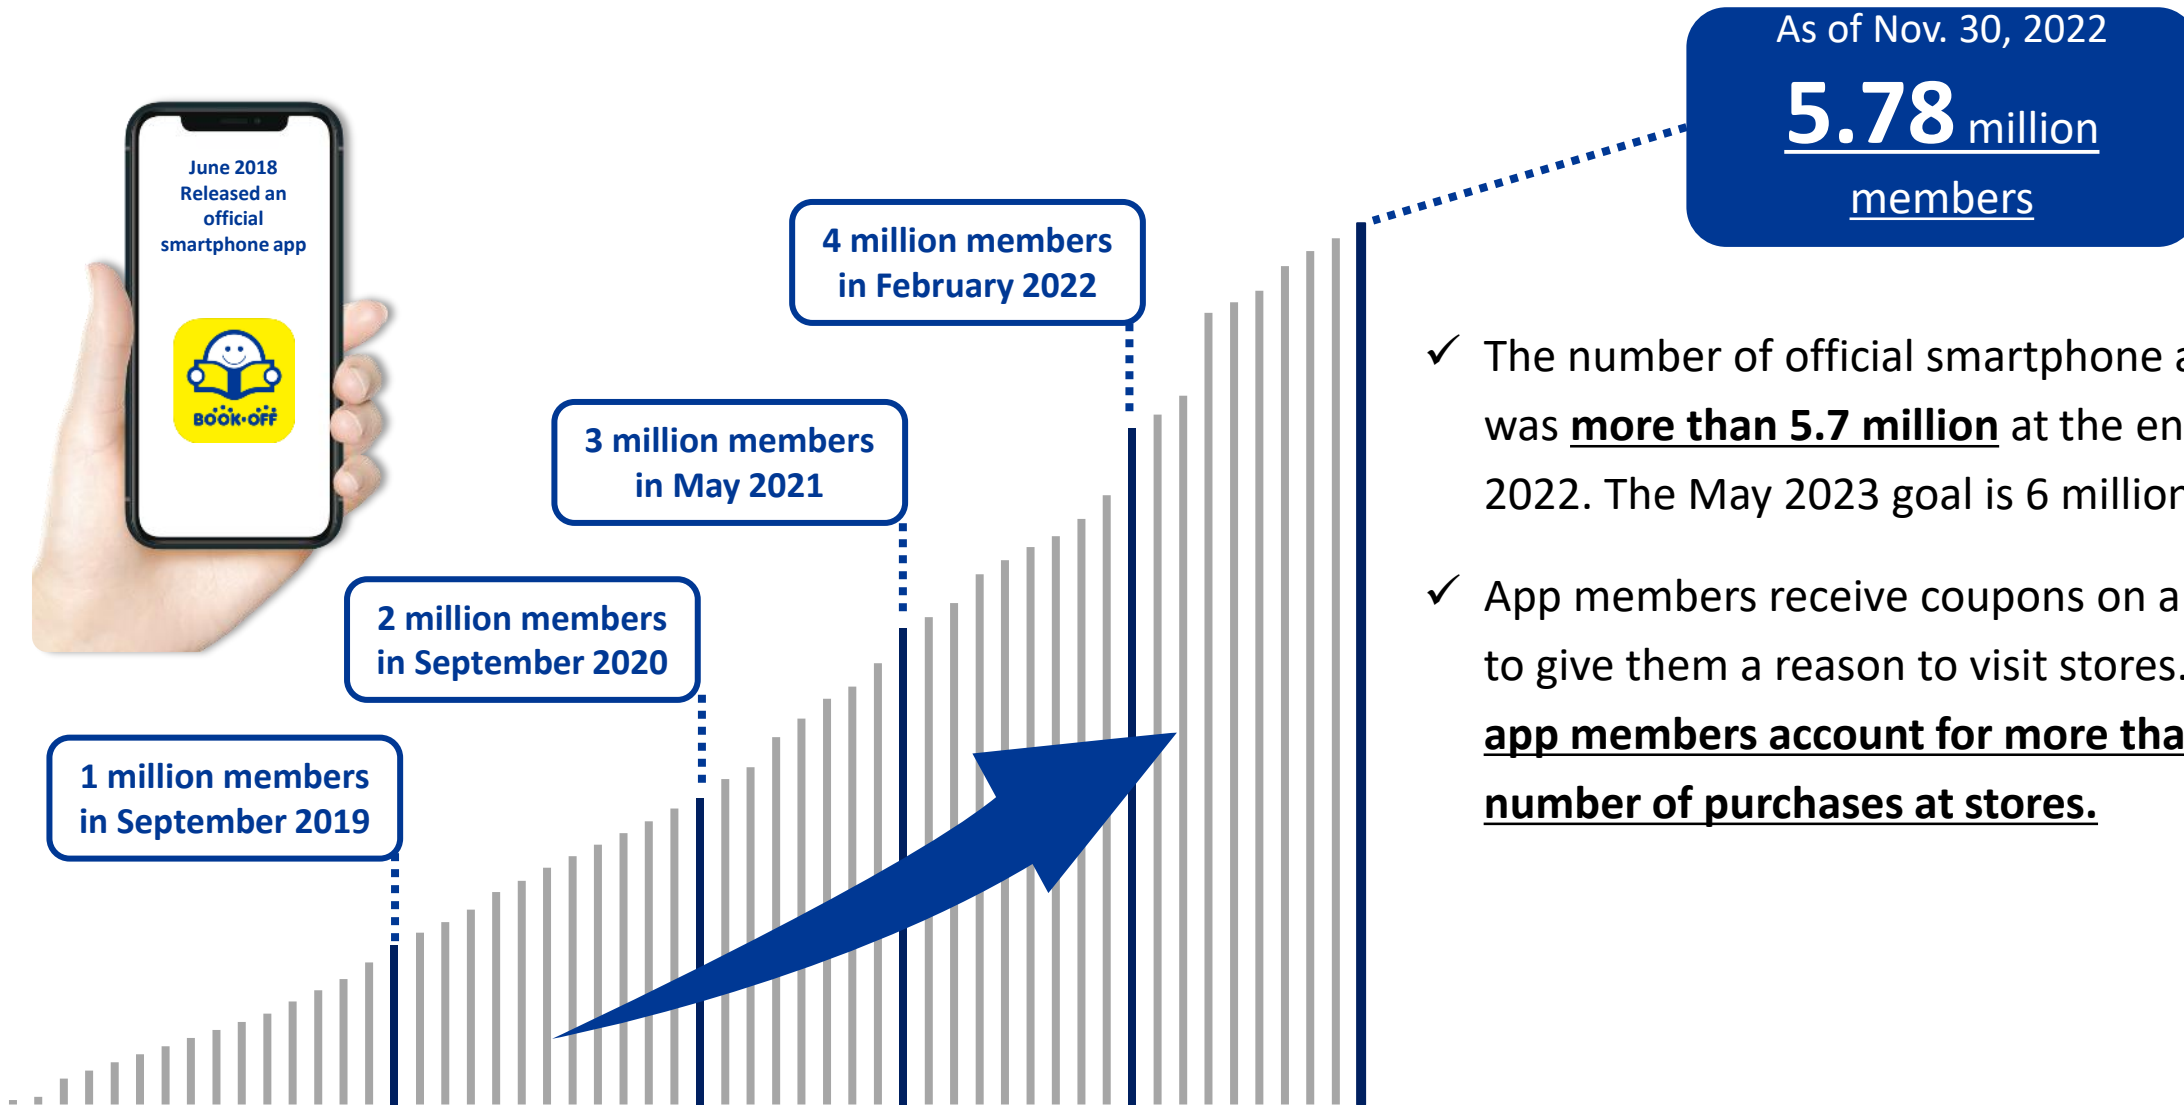 As of Nov. 30, 2022
5.78 million
members
June 2018
Released an
official
smartphone app
BOOK·OFF
4 million members
in February 2022
3 million members
in May 2021
2 million members
in September 2020
1 million members
in September 2019
✓ The number of official smartphone
was more than 5.7 million at the
2022. The May 2023 goal is 6 million
✓ App members receive coupons on a
to give them a reason to visit stores.
app members account for more
number of purchases at stores.